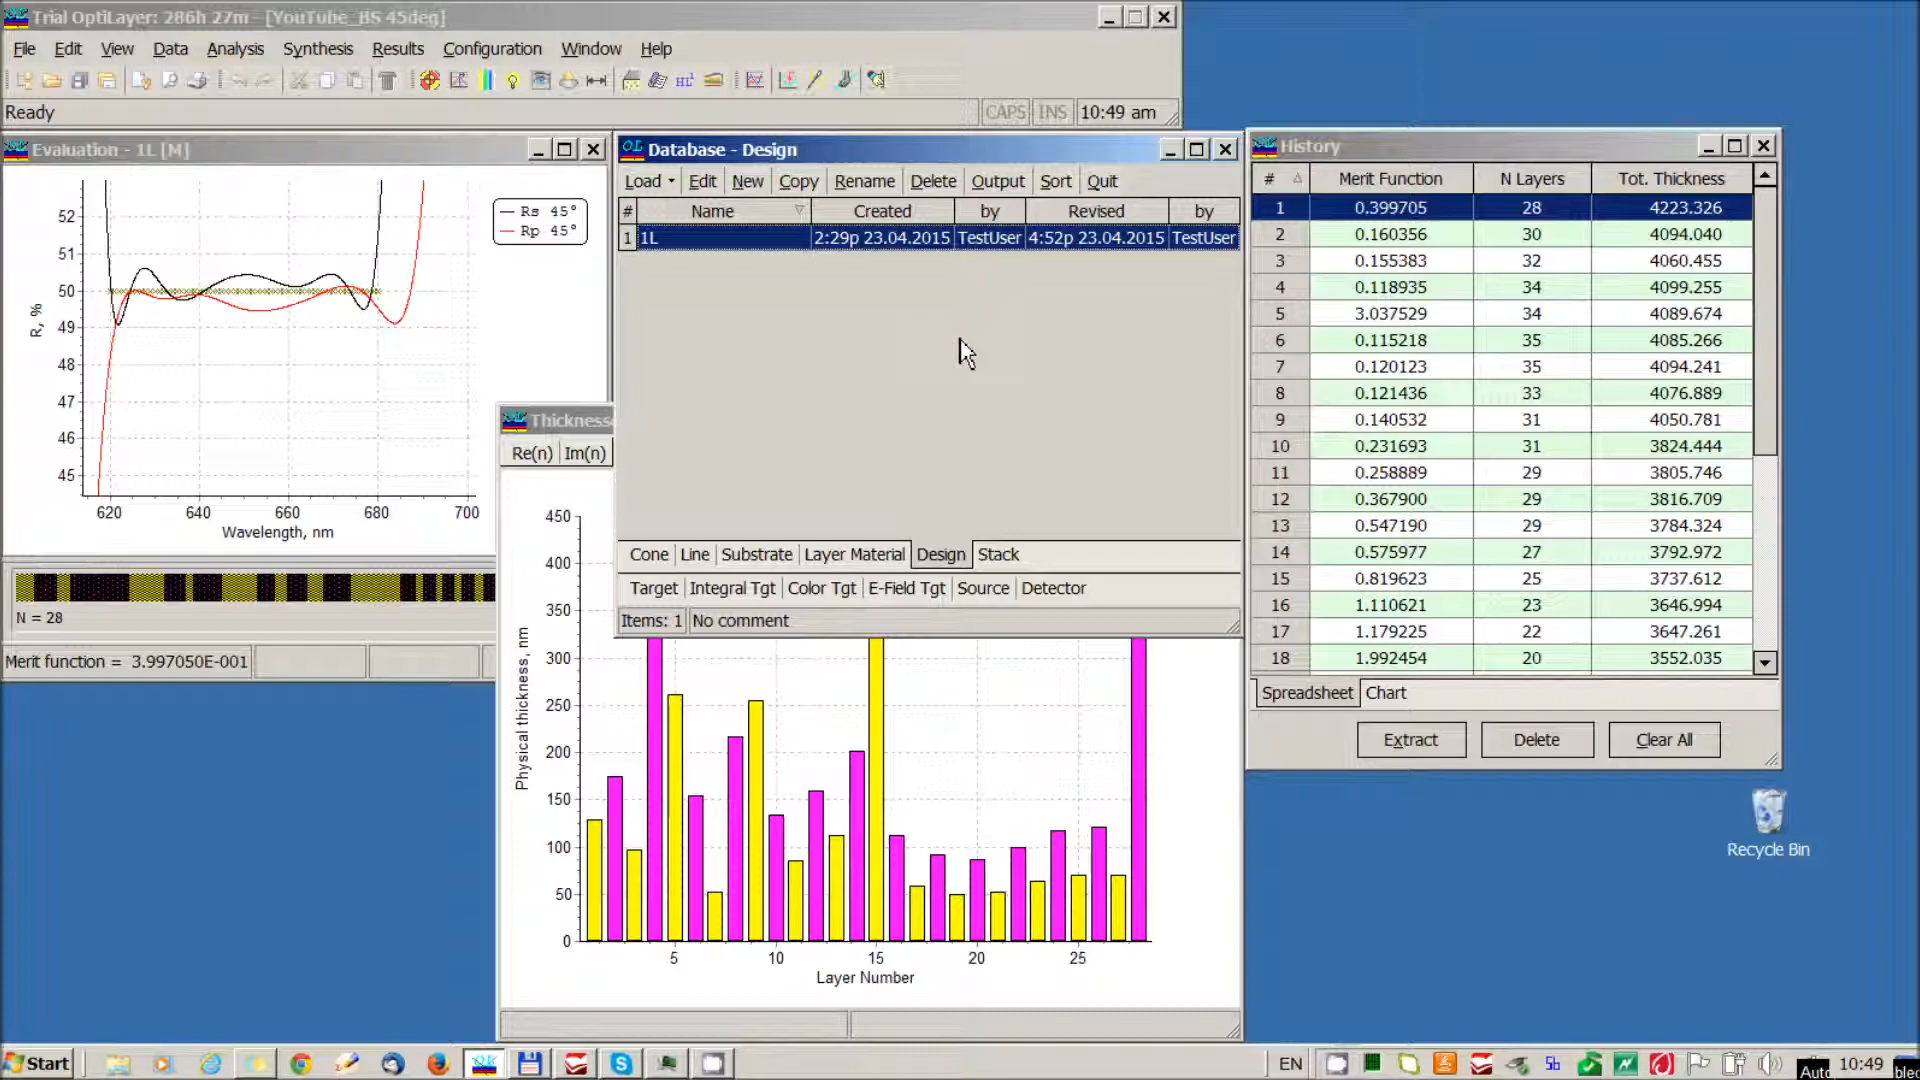 Trial OptiLayer: 286h 27m - [YouTube_BS 45deg]
File Edit View Data Analysis Synthesis Results Configuration Window Help
Ready
CAPS INS 10:49 am
Evaluation - 1L [M]
Rs 45°
Rp 45°
52
51
50
49
48
47
46
45
R, %
620 640 660 680 700
Wavelength, nm
N = 28
Merit function = 3.997050E-001
Thicknesse
Re(n) Im(n)
450
400
350
300
250
200
150
100
50
0
Physical thickness, nm
5 10 15 20 25
Layer Number
Database - Design
Load Edit New Copy Rename Delete Output Sort Quit
# Name Created by Revised by
1 1L 2:29p 23.04.2015 TestUser 4:52p 23.04.2015 TestUser
Cone Line Substrate Layer Material Design Stack
Target Integral Tgt Color Tgt E-Field Tgt Source Detector
Items: 1 No comment
History
# Merit Function N Layers Tot. Thickness
1 0.399705 28 4223.326
2 0.160356 30 4094.040
3 0.155383 32 4060.455
4 0.118935 34 4099.255
5 3.037529 34 4089.674
6 0.115218 35 4085.266
7 0.120123 35 4094.241
8 0.121436 33 4076.889
9 0.140532 31 4050.781
10 0.231693 31 3824.444
11 0.258889 29 3805.746
12 0.367900 29 3816.709
13 0.547190 29 3784.324
14 0.575977 27 3792.972
15 0.819623 25 3737.612
16 1.110621 23 3646.994
17 1.179225 22 3647.261
18 1.992454 20 3552.035
Spreadsheet Chart
Extract Delete Clear All
Recycle Bin
Start
EN
10:49